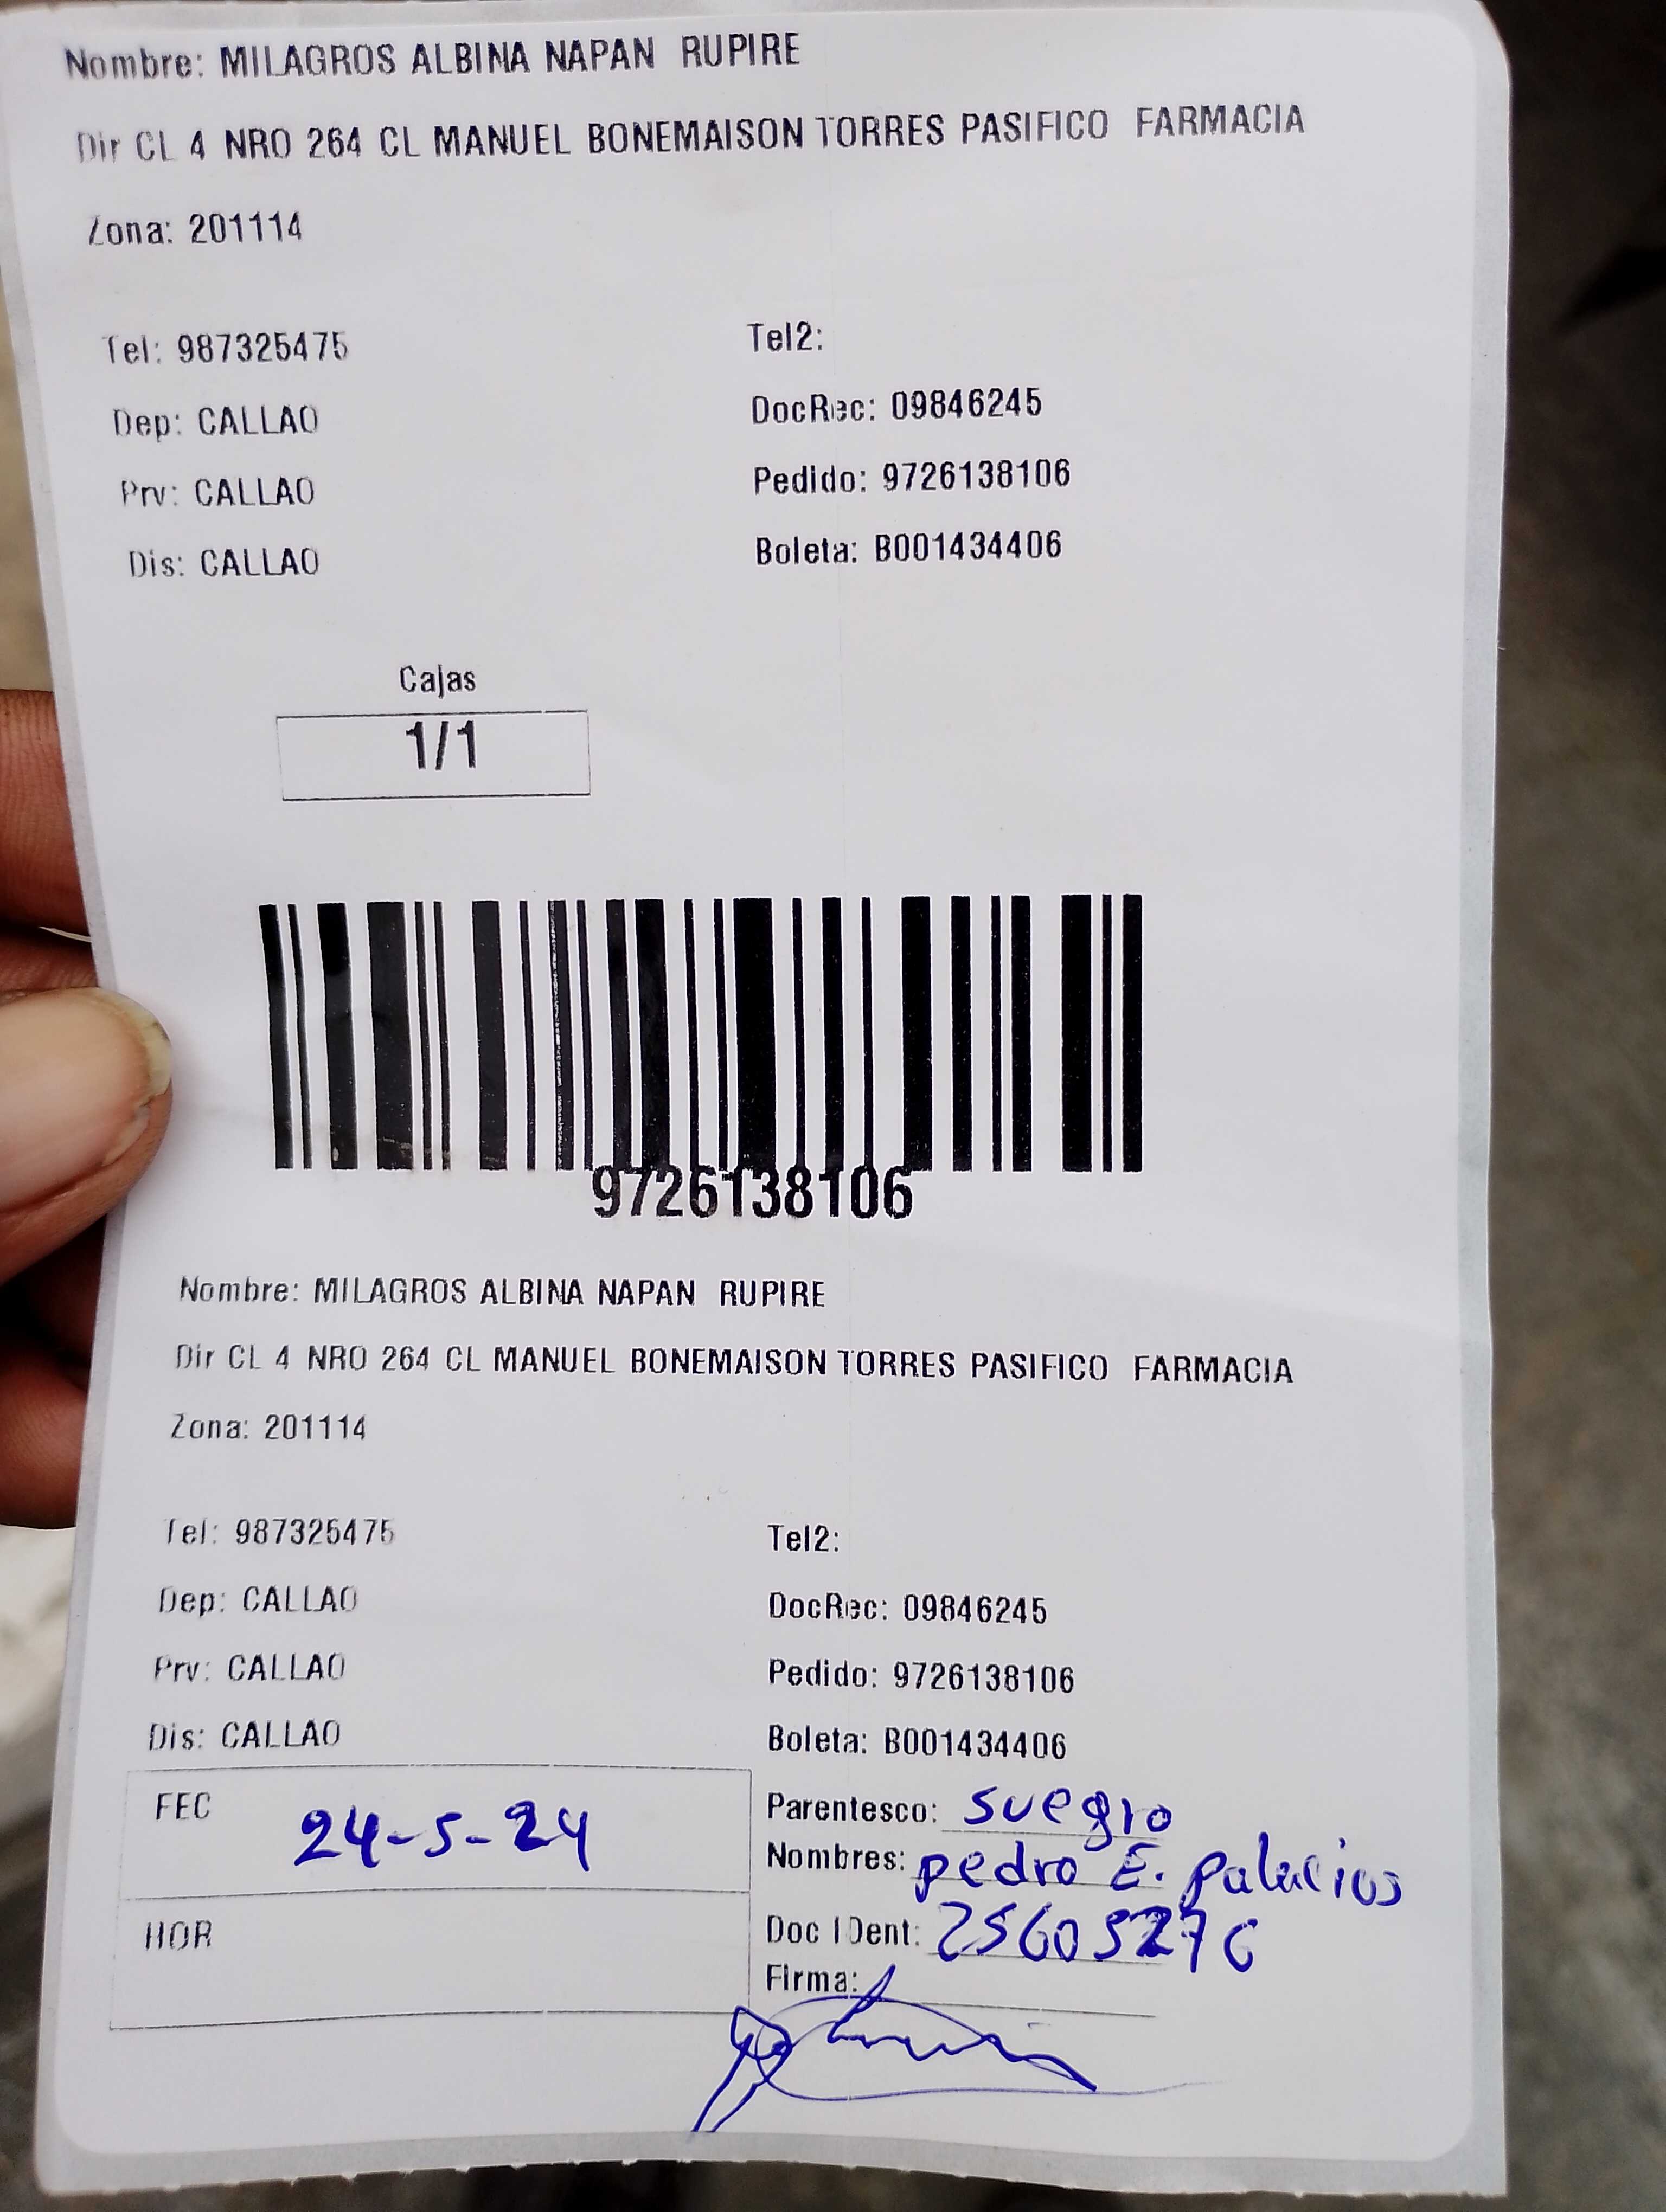 Nombre: MILAGROS ALBINA NAPAN RUPIRE
Dir CL 4 NRO 264 CL MANUEL BONEMAISON TORRES PASIFICO FARMACIA
Zona: 201114
Tel: 987325475 Tel2:
Dep: CALLAO DocRec: 09846245
Prv: CALLAO Pedido: 9726138106
Dis: CALLAO Boleta: B001434406
Cajas
1/1
9726138106
Nombre: MILAGROS ALBINA NAPAN RUPIRE
Dir CL 4 NRO 264 CL MANUEL BONEMAISON TORRES PASIFICO FARMACIA
Zona: 201114
Tel: 987325475 Tel2:
Dep: CALLAO DocRec: 09846245
Prv: CALLAO Pedido: 9726138106
Dis: CALLAO Boleta: B001434406
FEC 24-5-24 Parentesco: suegro
Nombres: pedro E. palacios
HOR Doc IDent: 25605276
Firma: